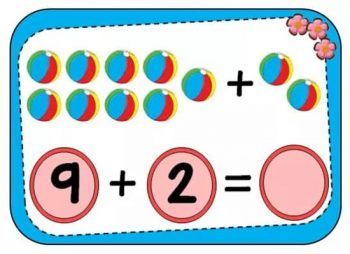 +
9 + 2 =